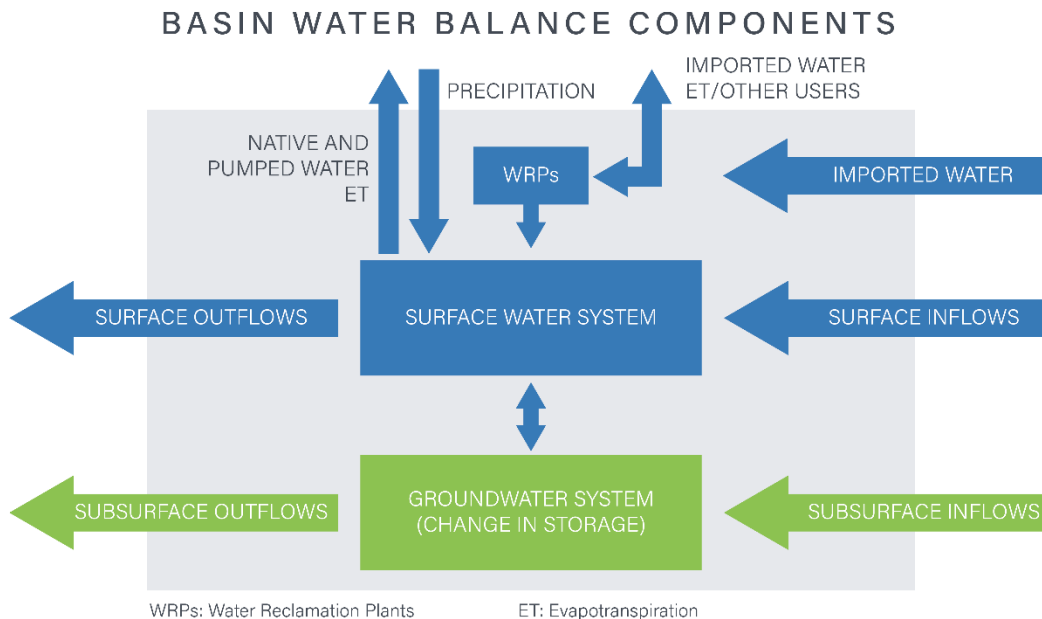 BASIN WATER BALANCE COMPONENTS
IMPORTED WATER
ET/OTHER USERS
PRECIPITATION
NATIVE AND
PUMPED WATER
ET
WRPs
IMPORTED WATER
SURFACE OUTFLOWS
SURFACE WATER SYSTEM
SURFACE INFLOWS
SUBSURFACE OUTFLOWS
GROUNDWATER SYSTEM
(CHANGE IN STORAGE)
SUBSURFACE INFLOWS
WRPs: Water Reclamation Plants
ET: Evapotranspiration